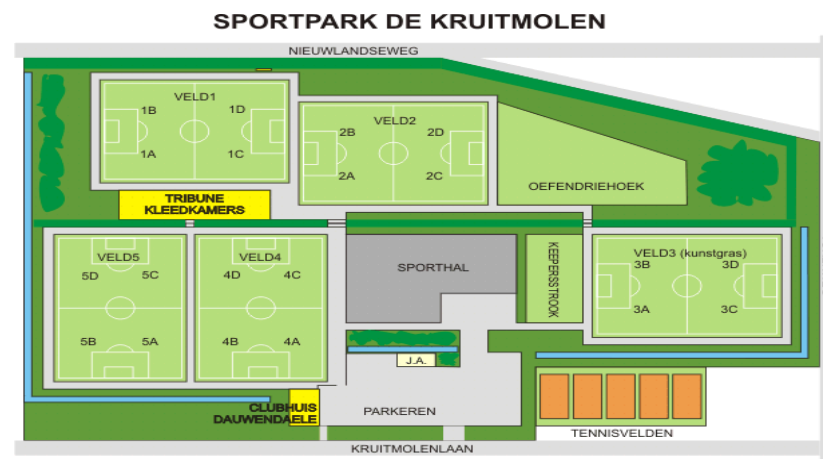 SPORTPARK DE KRUITMOLEN
NIEUWLANDSEWEG
VELD1
1B 1D
1A 1C
VELD2
2B 2D
2A 2C
OEFENDRIEHOEK
TRIBUNE
KLEEDKAMERS
VELD5
5D 5C
5B 5A
VELD4
4D 4C
4B 4A
SPORTHAL
KEEPERSSTROOK
VELD3 (kunstgras)
3B 3D
3A 3C
J.A.
CLUBHUIS
DAUWENDAELE
PARKEREN
TENNISVELDEN
KRUITMOLENLAAN